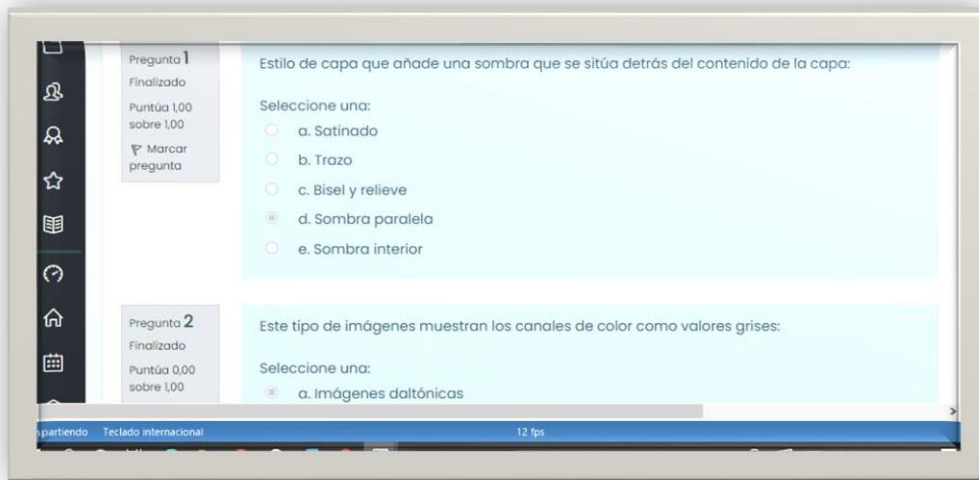 Pregunta 1
Finalizado
Puntúa 1,00
sobre 1,00
Marcar
pregunta
Estilo de capa que añade una sombra que se sitúa detrás del contenido de la capa:
Seleccione una:
a. Satinado
b. Trazo
c. Bisel y relieve
d. Sombra paralela
e. Sombra interior
Pregunta 2
Finalizado
Puntúa 0,00
sobre 1,00
Este tipo de imágenes muestran los canales de color como valores grises:
Seleccione una:
a. Imágenes daltónicas
partiendo Teclado internacional 12 fps